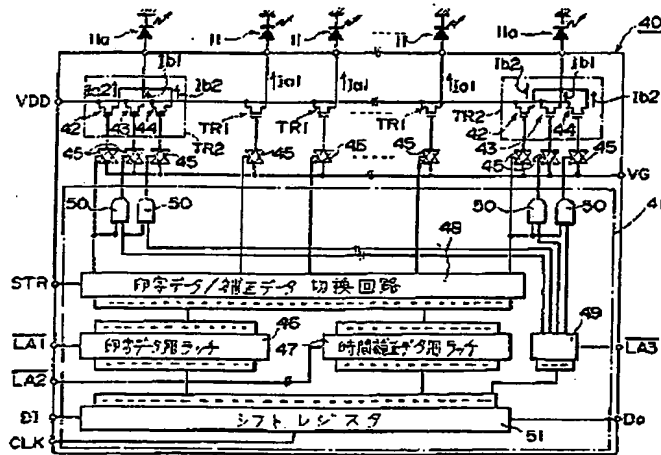 11a 11 11 11 11a 40
Ib1 Ia1 Ia1 Ia1 Ib2 Ib1
VDD Ib2 Ib2
42 43 44 TR1 TR1 TR1 TR2 42 43 44
TR2
45 45 45 45 45 45 45
VG
50 50 50 50 41
48
STR 印字データ/補正データ 切換回路
46 49
LA1 印字データ用ラッチ 47 時間補正データ用ラッチ LA3
LA2
DI シフトレジスタ Do
CLK 51